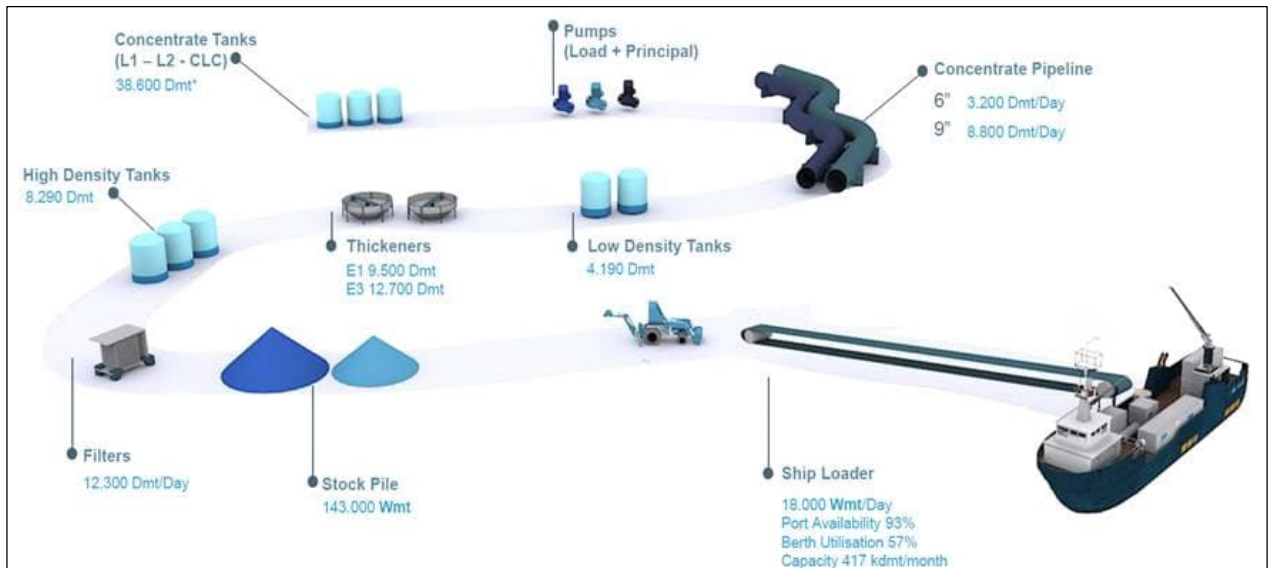 Concentrate Tanks
(L1 – L2 - CLC)
38.600 Dmt*
Pumps
(Load + Principal)
Concentrate Pipeline
6” 3.200 Dmt/Day
9” 8.800 Dmt/Day
High Density Tanks
8.290 Dmt
Thickeners
E1 9.500 Dmt
E3 12.700 Dmt
Low Density Tanks
4.190 Dmt
Filters
12.300 Dmt/Day
Stock Pile
143.000 Wmt
Ship Loader
18.000 Wmt/Day
Port Availability 93%
Berth Utilisation 57%
Capacity 417 kdmt/month